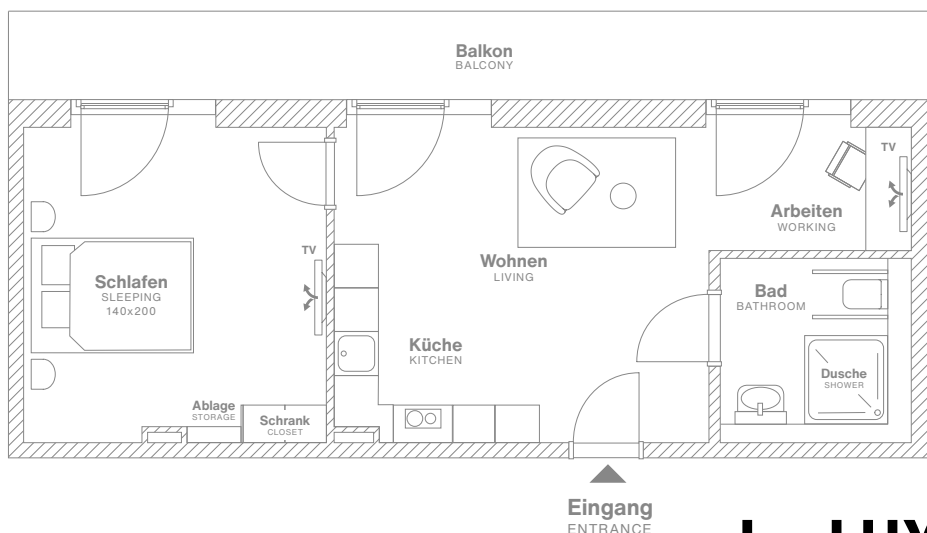 Balkon
BALCONY
TV
Arbeiten
WORKING
TV
Wohnen
LIVING
Schlafen
SLEEPING
140x200
Bad
BATHROOM
Küche
KITCHEN
Dusche
SHOWER
Ablage
STORAGE
Schrank
CLOSET
Eingang
ENTRANCE